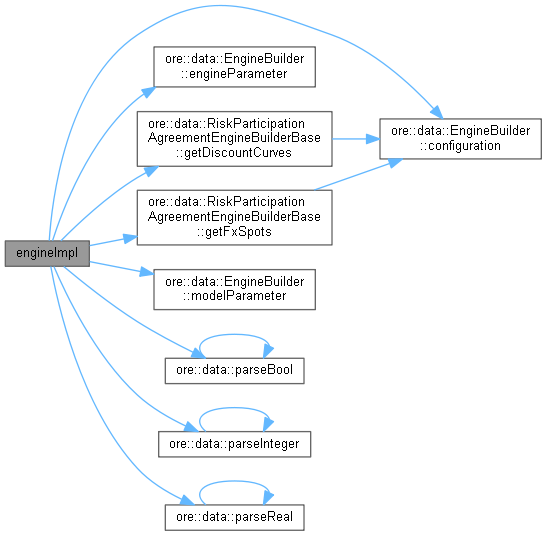 ore::data::EngineBuilder
::engineParameter
ore::data::RiskParticipation
AgreementEngineBuilderBase
::getDiscountCurves
ore::data::EngineBuilder
::configuration
ore::data::RiskParticipation
AgreementEngineBuilderBase
::getFxSpots
engineImpl
ore::data::EngineBuilder
::modelParameter
ore::data::parseBool
ore::data::parseInteger
ore::data::parseReal